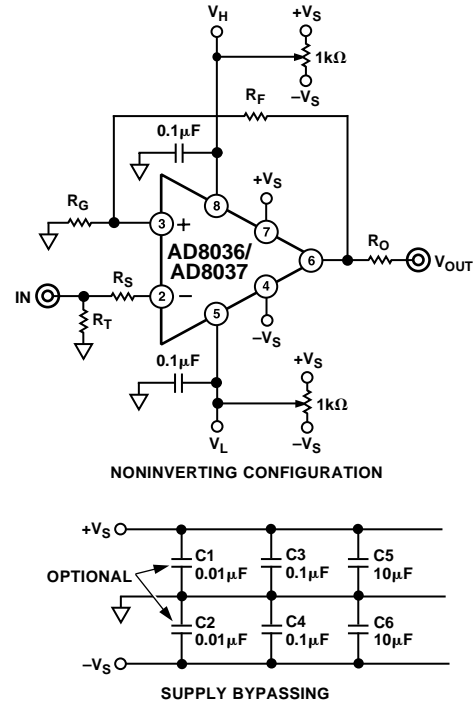 V_H
+V_S
1kΩ
–V_S
R_F
0.1μF
8
+V_S
7
R_G
3
+
AD8036/
AD8037
6
R_O
V_OUT
IN
R_S
2
–
R_T
4
5
–V_S
0.1μF
+V_S
1kΩ
–V_S
V_L
NONINVERTING CONFIGURATION
+V_S
OPTIONAL
C1
0.01μF
C3
0.1μF
C5
10μF
C2
0.01μF
C4
0.1μF
C6
10μF
–V_S
SUPPLY BYPASSING